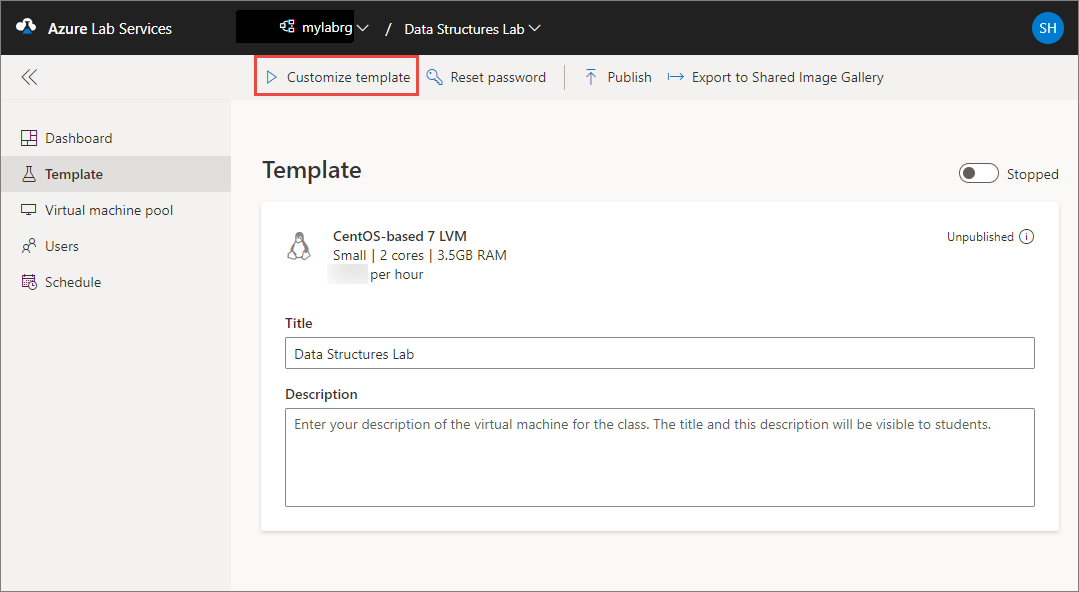 Azure Lab Services mylabrg / Data Structures Lab SH
Customize template Reset password Publish Export to Shared Image Gallery
Dashboard
Template
Virtual machine pool
Users
Schedule
Template
Stopped
CentOS-based 7 LVM
Small | 2 cores | 3.5GB RAM
per hour
Unpublished
Title
Data Structures Lab
Description
Enter your description of the virtual machine for the class. The title and this description will be visible to students.